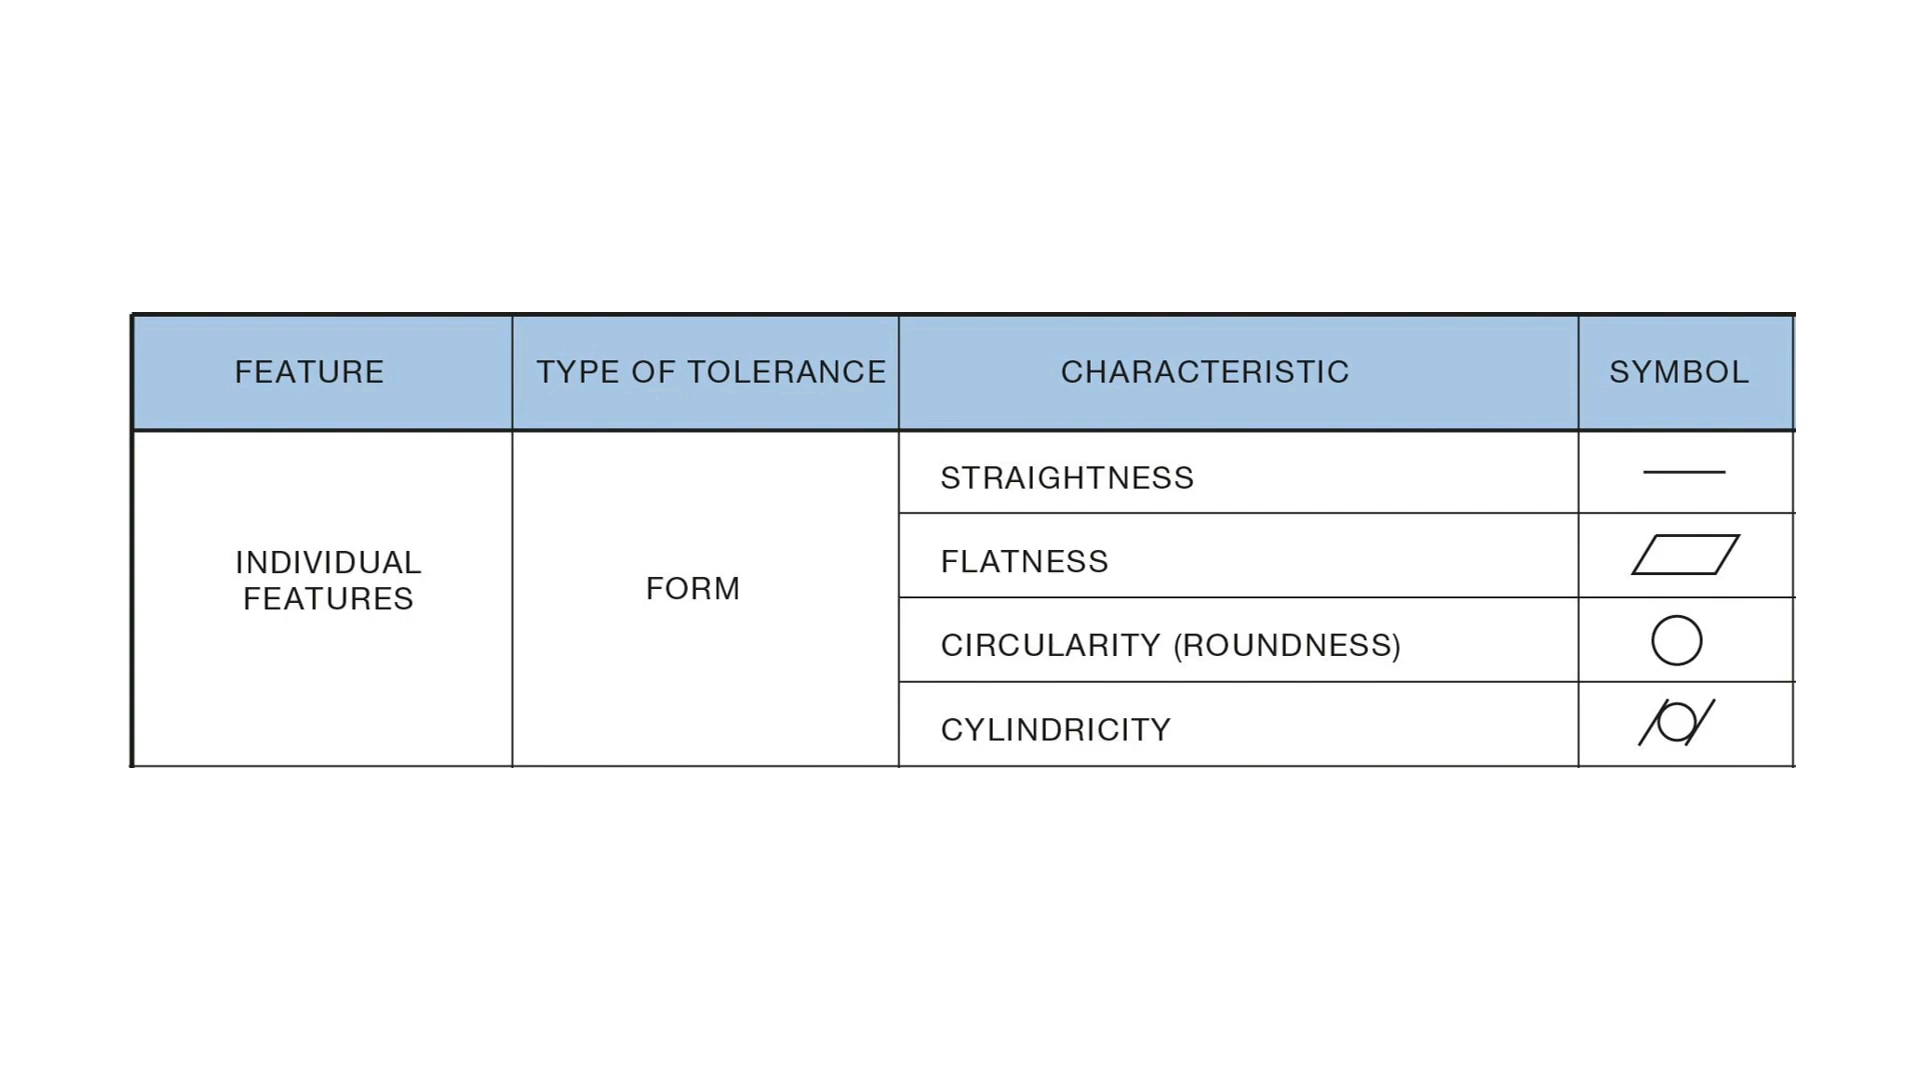 FEATURE
TYPE OF TOLERANCE
CHARACTERISTIC
SYMBOL
INDIVIDUAL
FEATURES
FORM
STRAIGHTNESS
FLATNESS
CIRCULARITY (ROUNDNESS)
CYLINDRICITY